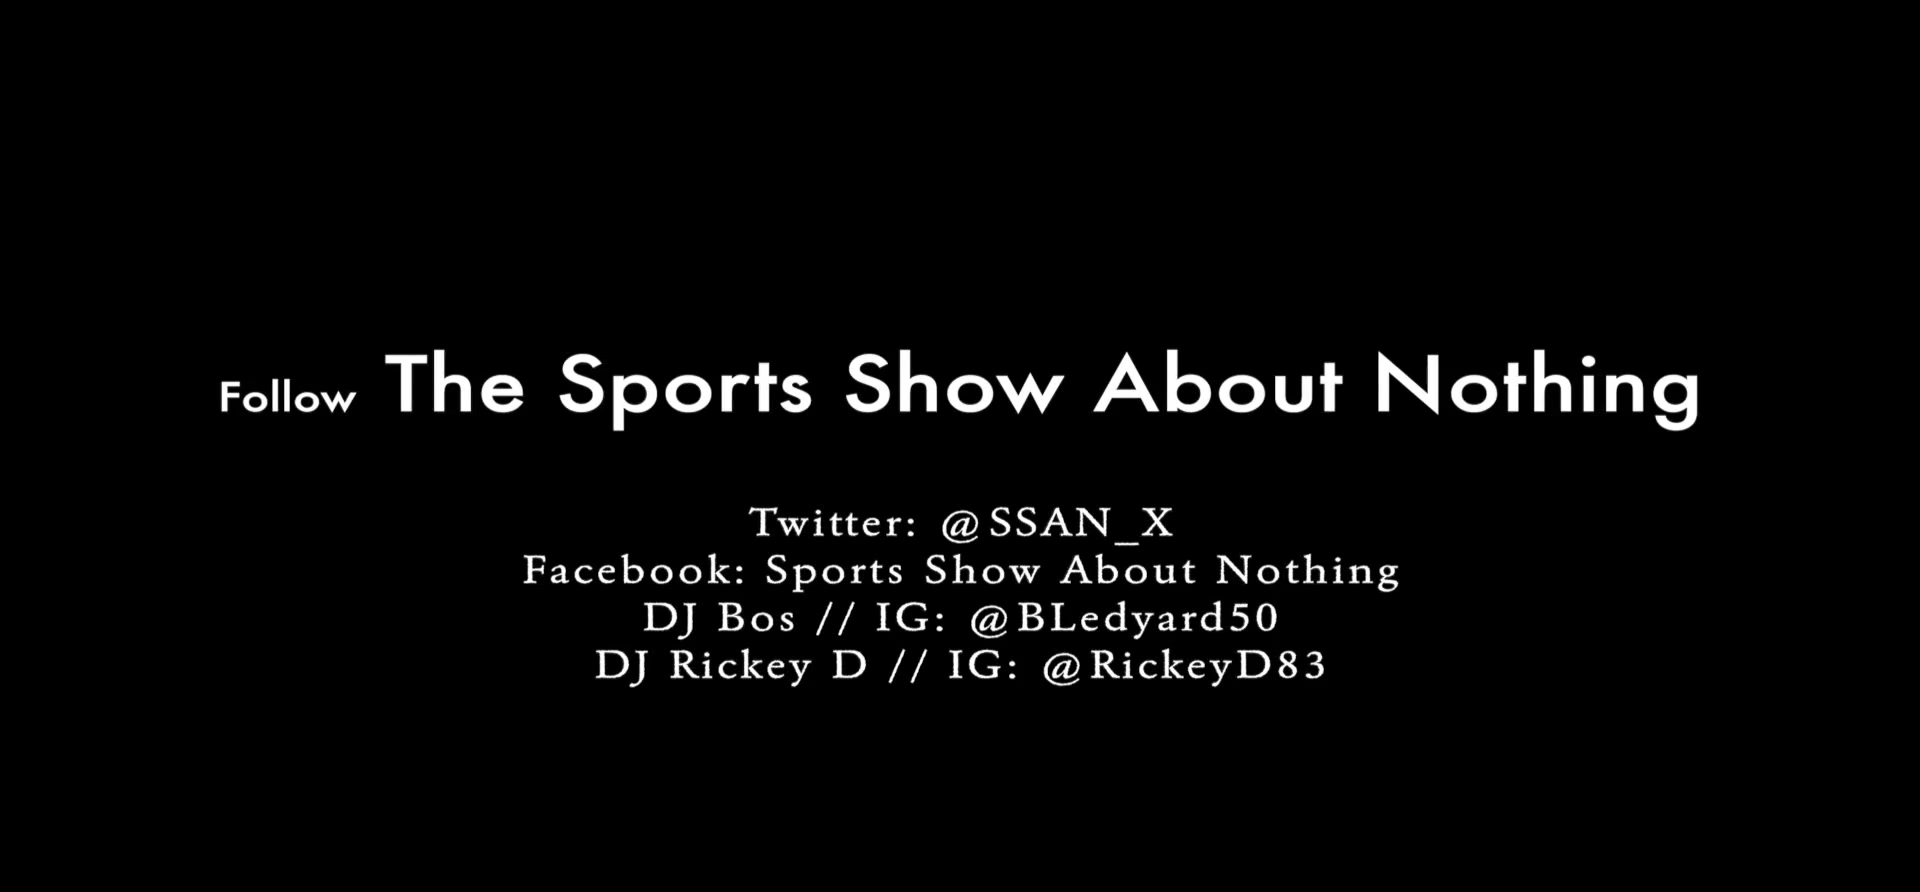 Follow The Sports Show About Nothing
Twitter: @SSAN_X
Facebook: Sports Show About Nothing
DJ Bos // IG: @BLedyard50
DJ Rickey D // IG: @RickeyD83